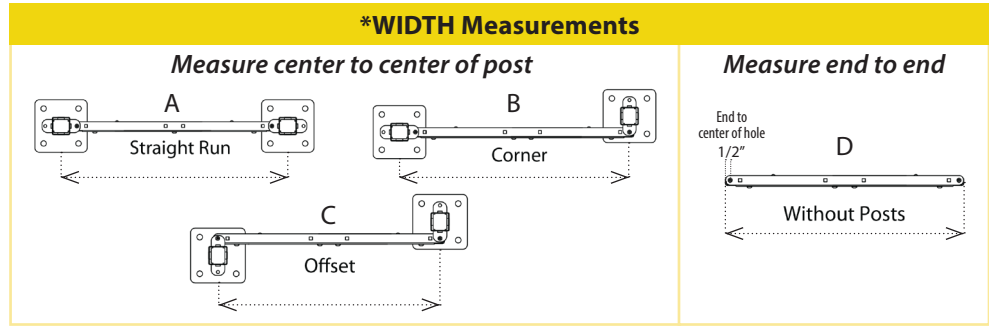 *WIDTH Measurements
Measure center to center of post
A
Straight Run
B
Corner
C
Offset
Measure end to end
End to
center of hole
1/2"
D
Without Posts